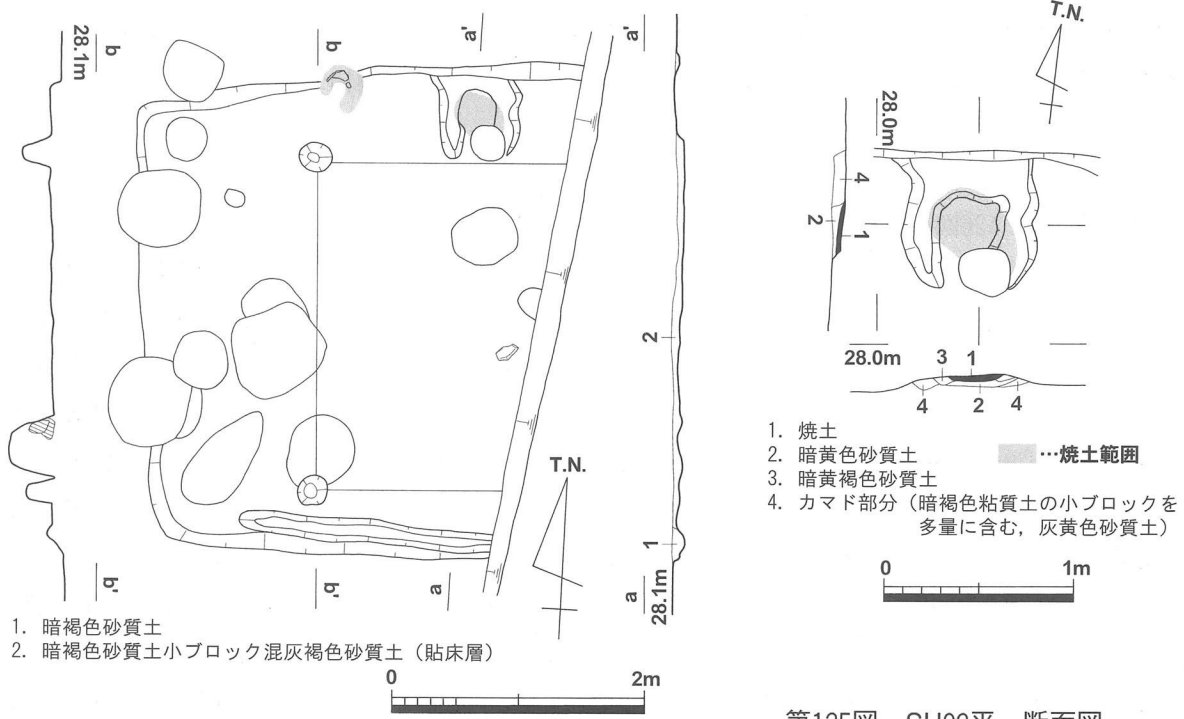 28.1m
b
b
a'
a'
2
1
T.N.
b'
b'
a
a
28.1m
1. 暗褐色砂質土
2. 暗褐色砂質土小ブロック混灰褐色砂質土（貼床層）
0
2m
T.N.
28.0m
4
2
1
28.0m
3
1
4
2
4
1. 焼土
2. 暗黄色砂質土
…焼土範囲
3. 暗黄褐色砂質土
4. カマド部分（暗褐色粘質土の小ブロックを
多量に含む，灰黄色砂質土）
0
1m